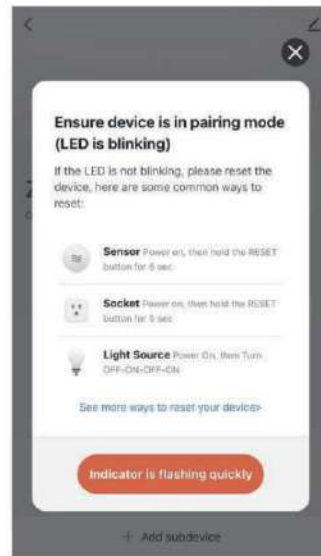 Ensure device is in pairing mode
(LED is blinking)
If the LED is not blinking, please reset the
device, here are some common ways to
reset:
Sensor Power on, then hold the RESET
button for 6 sec
Socket Power on, then hold the RESET
button for 6 sec
Light Source Power On, then Turn
OFF-ON-OFF-ON
See more ways to reset your device>
Indicator is flashing quickly
+ Add subdevice